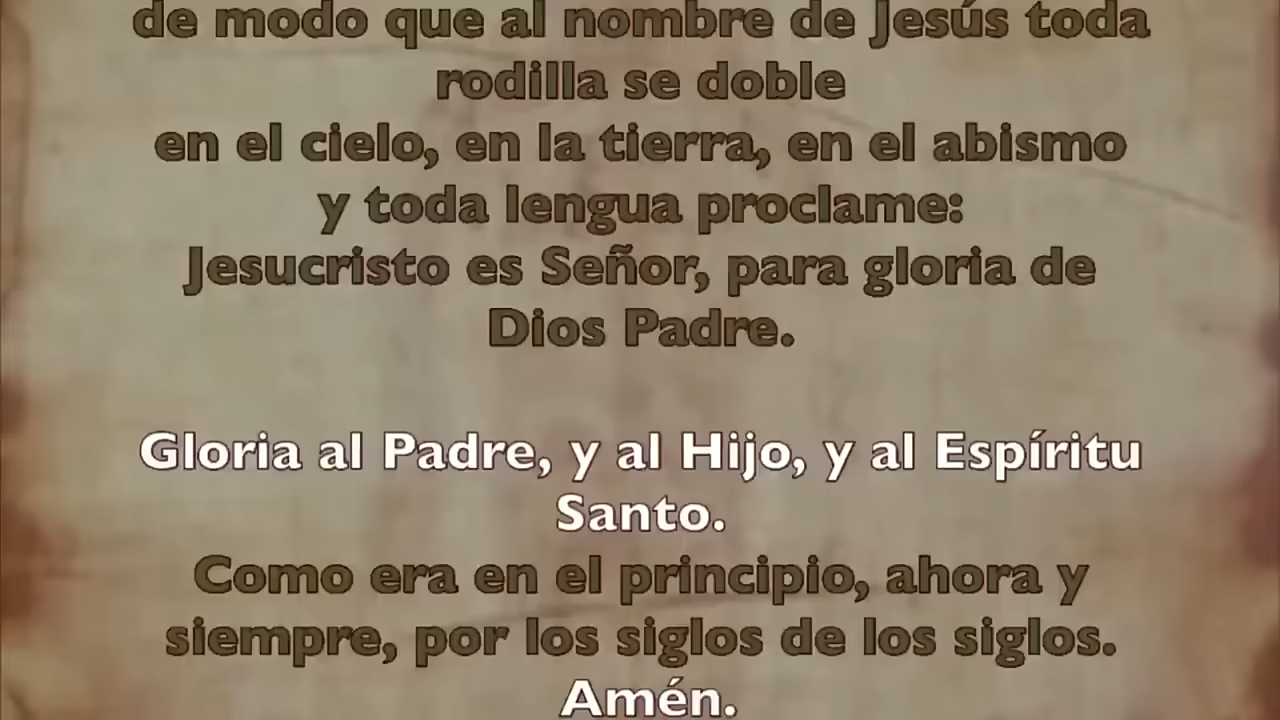 de modo que al nombre de Jesús toda
rodilla se doble
en el cielo, en la tierra, en el abismo
y toda lengua proclame:
Jesucristo es Señor, para gloria de
Dios Padre.
Gloria al Padre, y al Hijo, y al Espíritu
Santo.
Como era en el principio, ahora y
siempre, por los siglos de los siglos.
Amén.